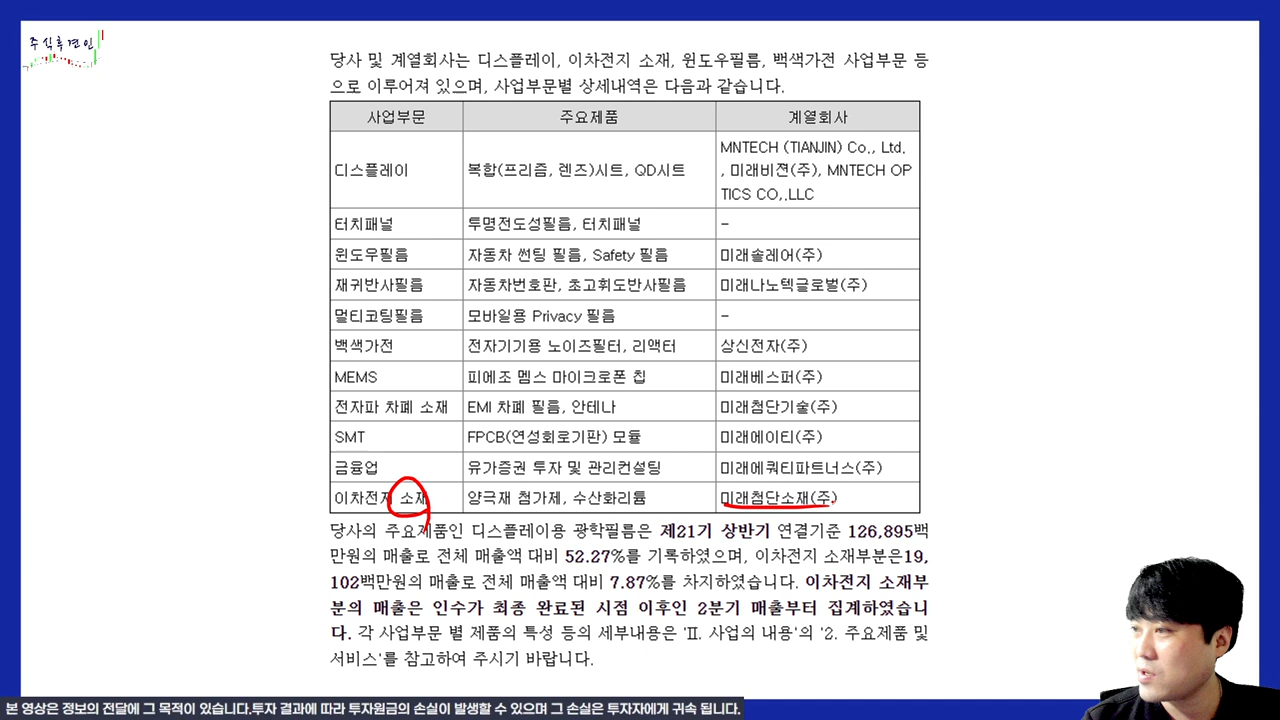 주식후견인
당사 및 계열회사는 디스플레이, 이차전지 소재, 윈도우필름, 백색가전 사업부문 등
으로 이루어져 있으며, 사업부문별 상세내역은 다음과 같습니다.
사업부문 주요제품 계열회사
디스플레이 복합(프리즘, 렌즈)시트, QD시트 MNTECH (TIANJIN) Co., Ltd.
, 미래비젼(주), MNTECH OP
TICS CO,.LLC
터치패널 투명전도성필름, 터치패널 -
윈도우필름 자동차 썬팅 필름, Safety 필름 미래솔레어(주)
재귀반사필름 자동차번호판, 초고휘도반사필름 미래나노텍글로벌(주)
멀티코팅필름 모바일용 Privacy 필름 -
백색가전 전자기기용 노이즈필터, 리액터 상신전자(주)
MEMS 피에조 멤스 마이크로폰 칩 미래베스퍼(주)
전자파 차폐 소재 EMI 차폐 필름, 안테나 미래첨단기술(주)
SMT FPCB(연성회로기판) 모듈 미래에이티(주)
금융업 유가증권 투자 및 관리컨설팅 미래에쿼티파트너스(주)
이차전지 소재 양극재 첨가제, 수산화리튬 미래첨단소재(주)
당사의 주요제품인 디스플레이용 광학필름은 제21기 상반기 연결기준 126,895백
만원의 매출로 전체 매출액 대비 52.27%를 기록하였으며, 이차전지 소재부분은19,
102백만원의 매출로 전체 매출액 대비 7.87%를 차지하였습니다. 이차전지 소재부
분의 매출은 인수가 최종 완료된 시점 이후인 2분기 매출부터 집계하였습니
다. 각 사업부문 별 제품의 특성 등의 세부내용은 'Ⅱ. 사업의 내용'의 '2. 주요제품 및
서비스'를 참고하여 주시기 바랍니다.
본 영상은 정보의 전달에 그 목적이 있습니다.투자 결과에 따라 투자원금의 손실이 발생할 수 있으며 그 손실은 투자자에게 귀속 됩니다.